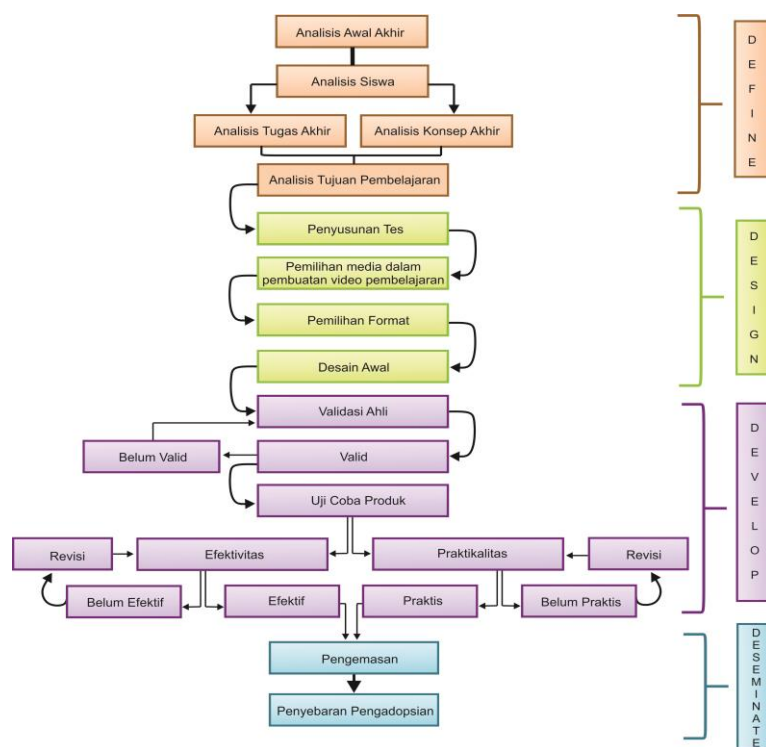 Analisis Awal Akhir
Analisis Siswa
Analisis Tugas Akhir
Analisis Konsep Akhir
Analisis Tujuan Pembelajaran
DEFINE
Penyusunan Tes
Pemilihan media dalam
pembuatan video pembelajaran
Pemilihan Format
Desain Awal
DESIGN
Validasi Ahli
Belum Valid
Valid
Uji Coba Produk
Revisi
Efektivitas
Praktikalitas
Revisi
Belum Efektif
Efektif
Praktis
Belum Praktis
DEVELOP
Pengemasan
Penyebaran Pengadopsian
DESEMINATE